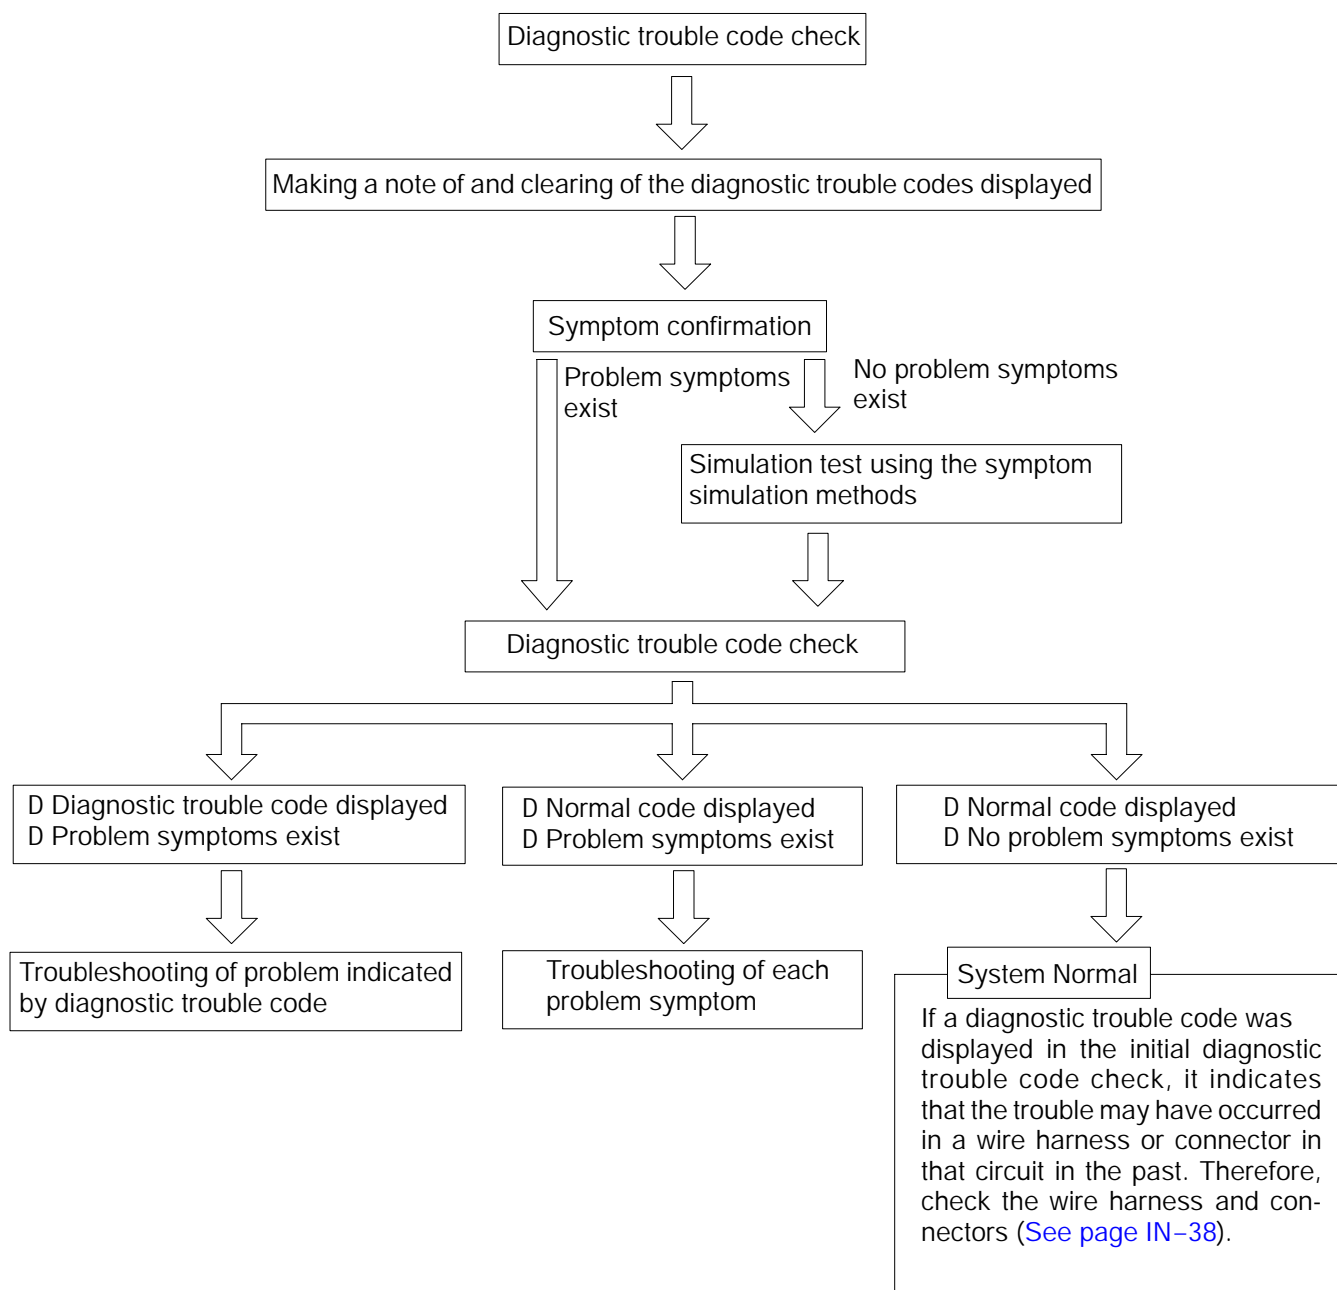 Diagnostic trouble code check
Making a note of and clearing of the diagnostic trouble codes displayed
Symptom confirmation
Problem symptoms
exist
No problem symptoms
exist
Simulation test using the symptom
simulation methods
Diagnostic trouble code check
D Diagnostic trouble code displayed
D Problem symptoms exist
D Normal code displayed
D Problem symptoms exist
D Normal code displayed
D No problem symptoms exist
Troubleshooting of problem indicated
by diagnostic trouble code
Troubleshooting of each
problem symptom
System Normal
If a diagnostic trouble code was
displayed in the initial diagnostic
trouble code check, it indicates
that the trouble may have occurred
in a wire harness or connector in
that circuit in the past. Therefore,
check the wire harness and con-
nectors (See page IN–38).